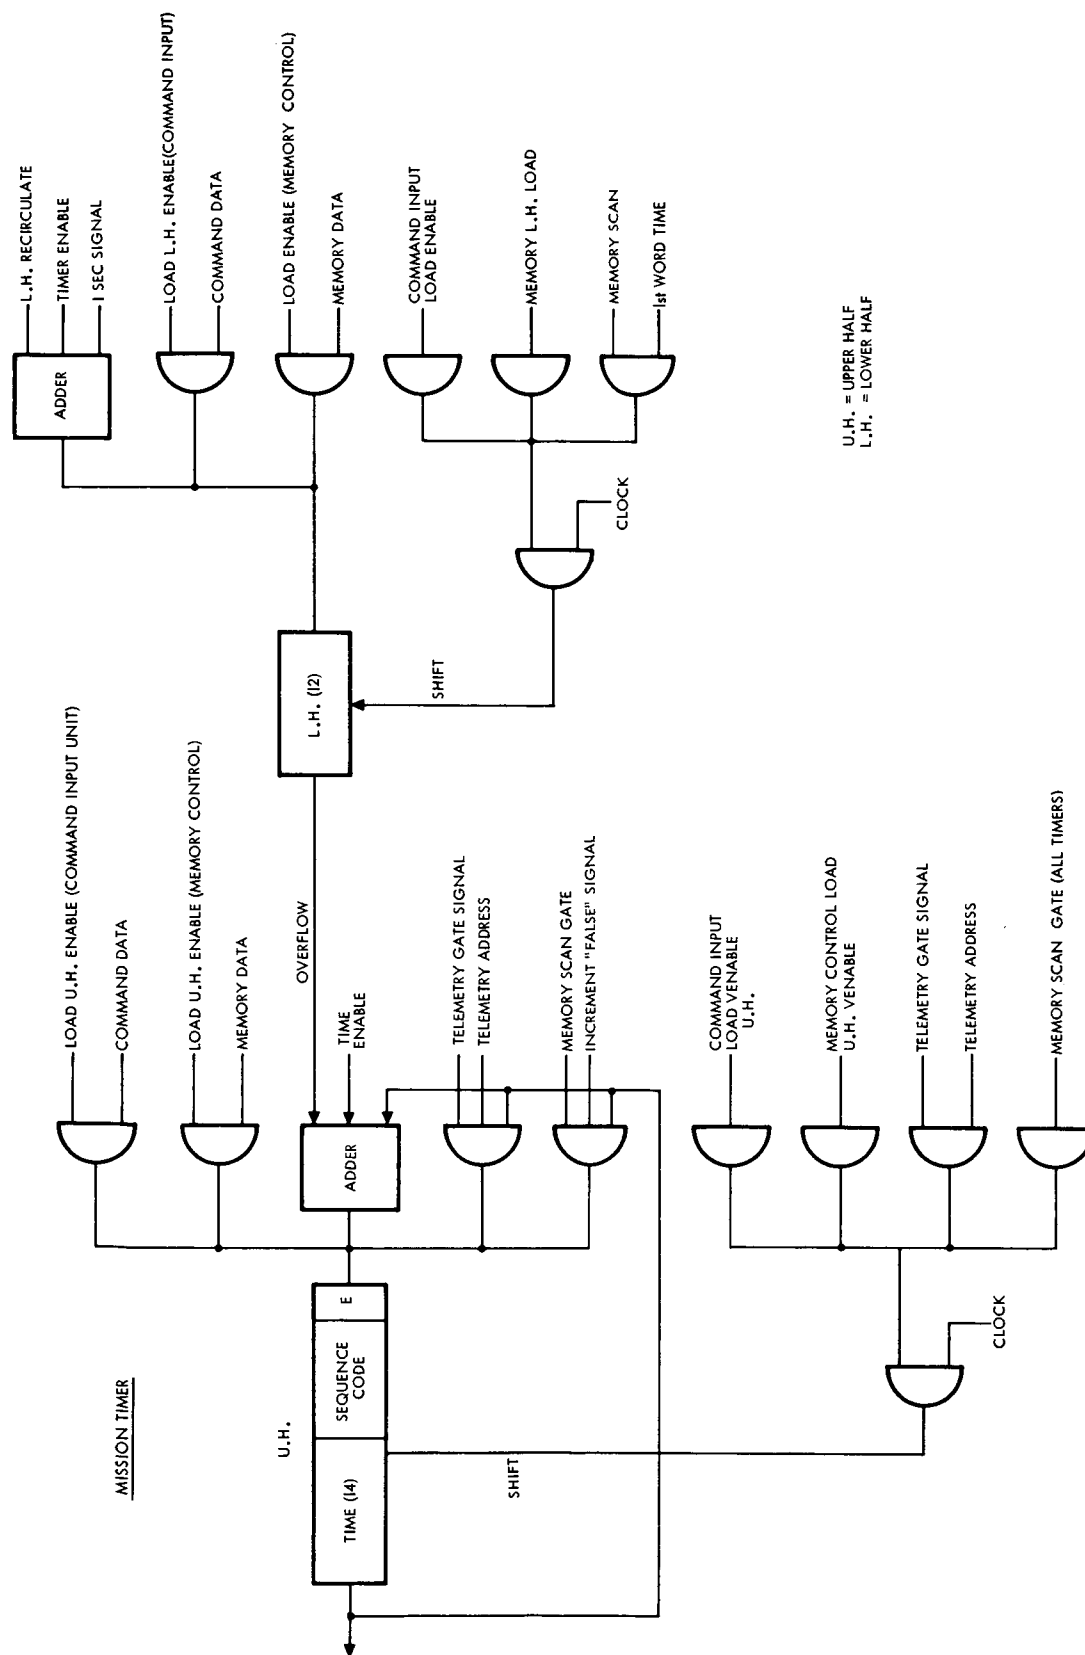 MISSION TIMER
LOAD U.H. ENABLE (COMMAND INPUT UNIT)
COMMAND DATA
LOAD U.H. ENABLE (MEMORY CONTROL)
MEMORY DATA
OVERFLOW
TIME
ENABLE
ADDER
TELEMETRY GATE SIGNAL
TELEMETRY ADDRESS
MEMORY SCAN GATE
INCREMENT "FALSE" SIGNAL
U.H.
TIME (14)
SEQUENCE
CODE
E
SHIFT
COMMAND INPUT
LOAD VENABLE
U.H.
MEMORY CONTROL LOAD
U.H. VENABLE
TELEMETRY GATE SIGNAL
TELEMETRY ADDRESS
MEMORY SCAN GATE (ALL TIMERS)
CLOCK
L.H. RECIRCULATE
TIMER ENABLE
1 SEC SIGNAL
ADDER
LOAD L.H. ENABLE(COMMAND INPUT)
COMMAND DATA
LOAD ENABLE (MEMORY CONTROL)
MEMORY DATA
L.H. (12)
SHIFT
COMMAND INPUT
LOAD ENABLE
MEMORY L.H. LOAD
MEMORY SCAN
1st WORD TIME
CLOCK
U.H. = UPPER HALF
L.H. = LOWER HALF